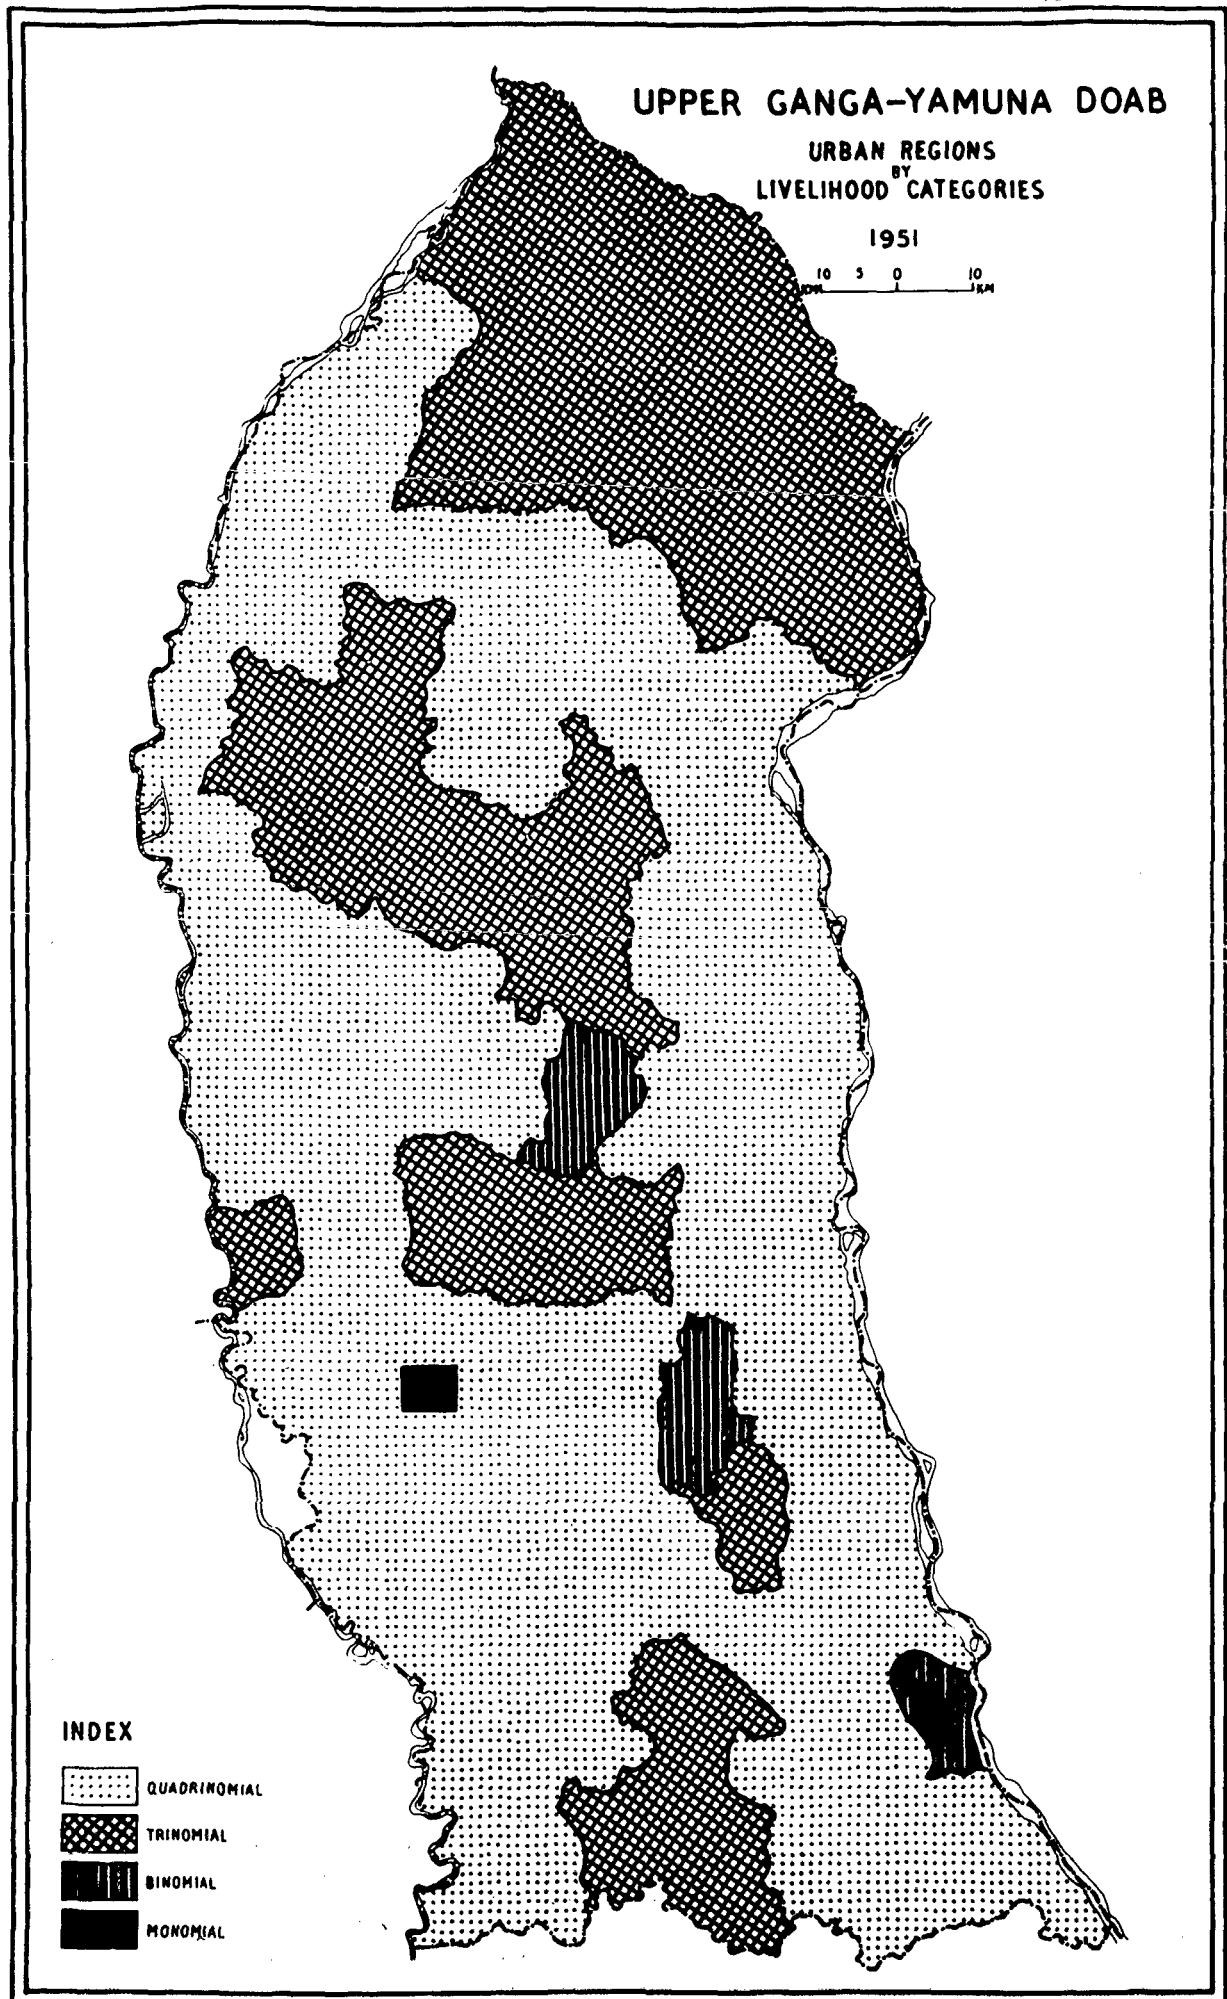 UPPER GANGA–YAMUNA DOAB
URBAN REGIONS
BY
LIVELIHOOD CATEGORIES
1951
10 5 0 10
KM KM
INDEX
QUADRINOMIAL
TRINOMIAL
BINOMIAL
MONOMIAL